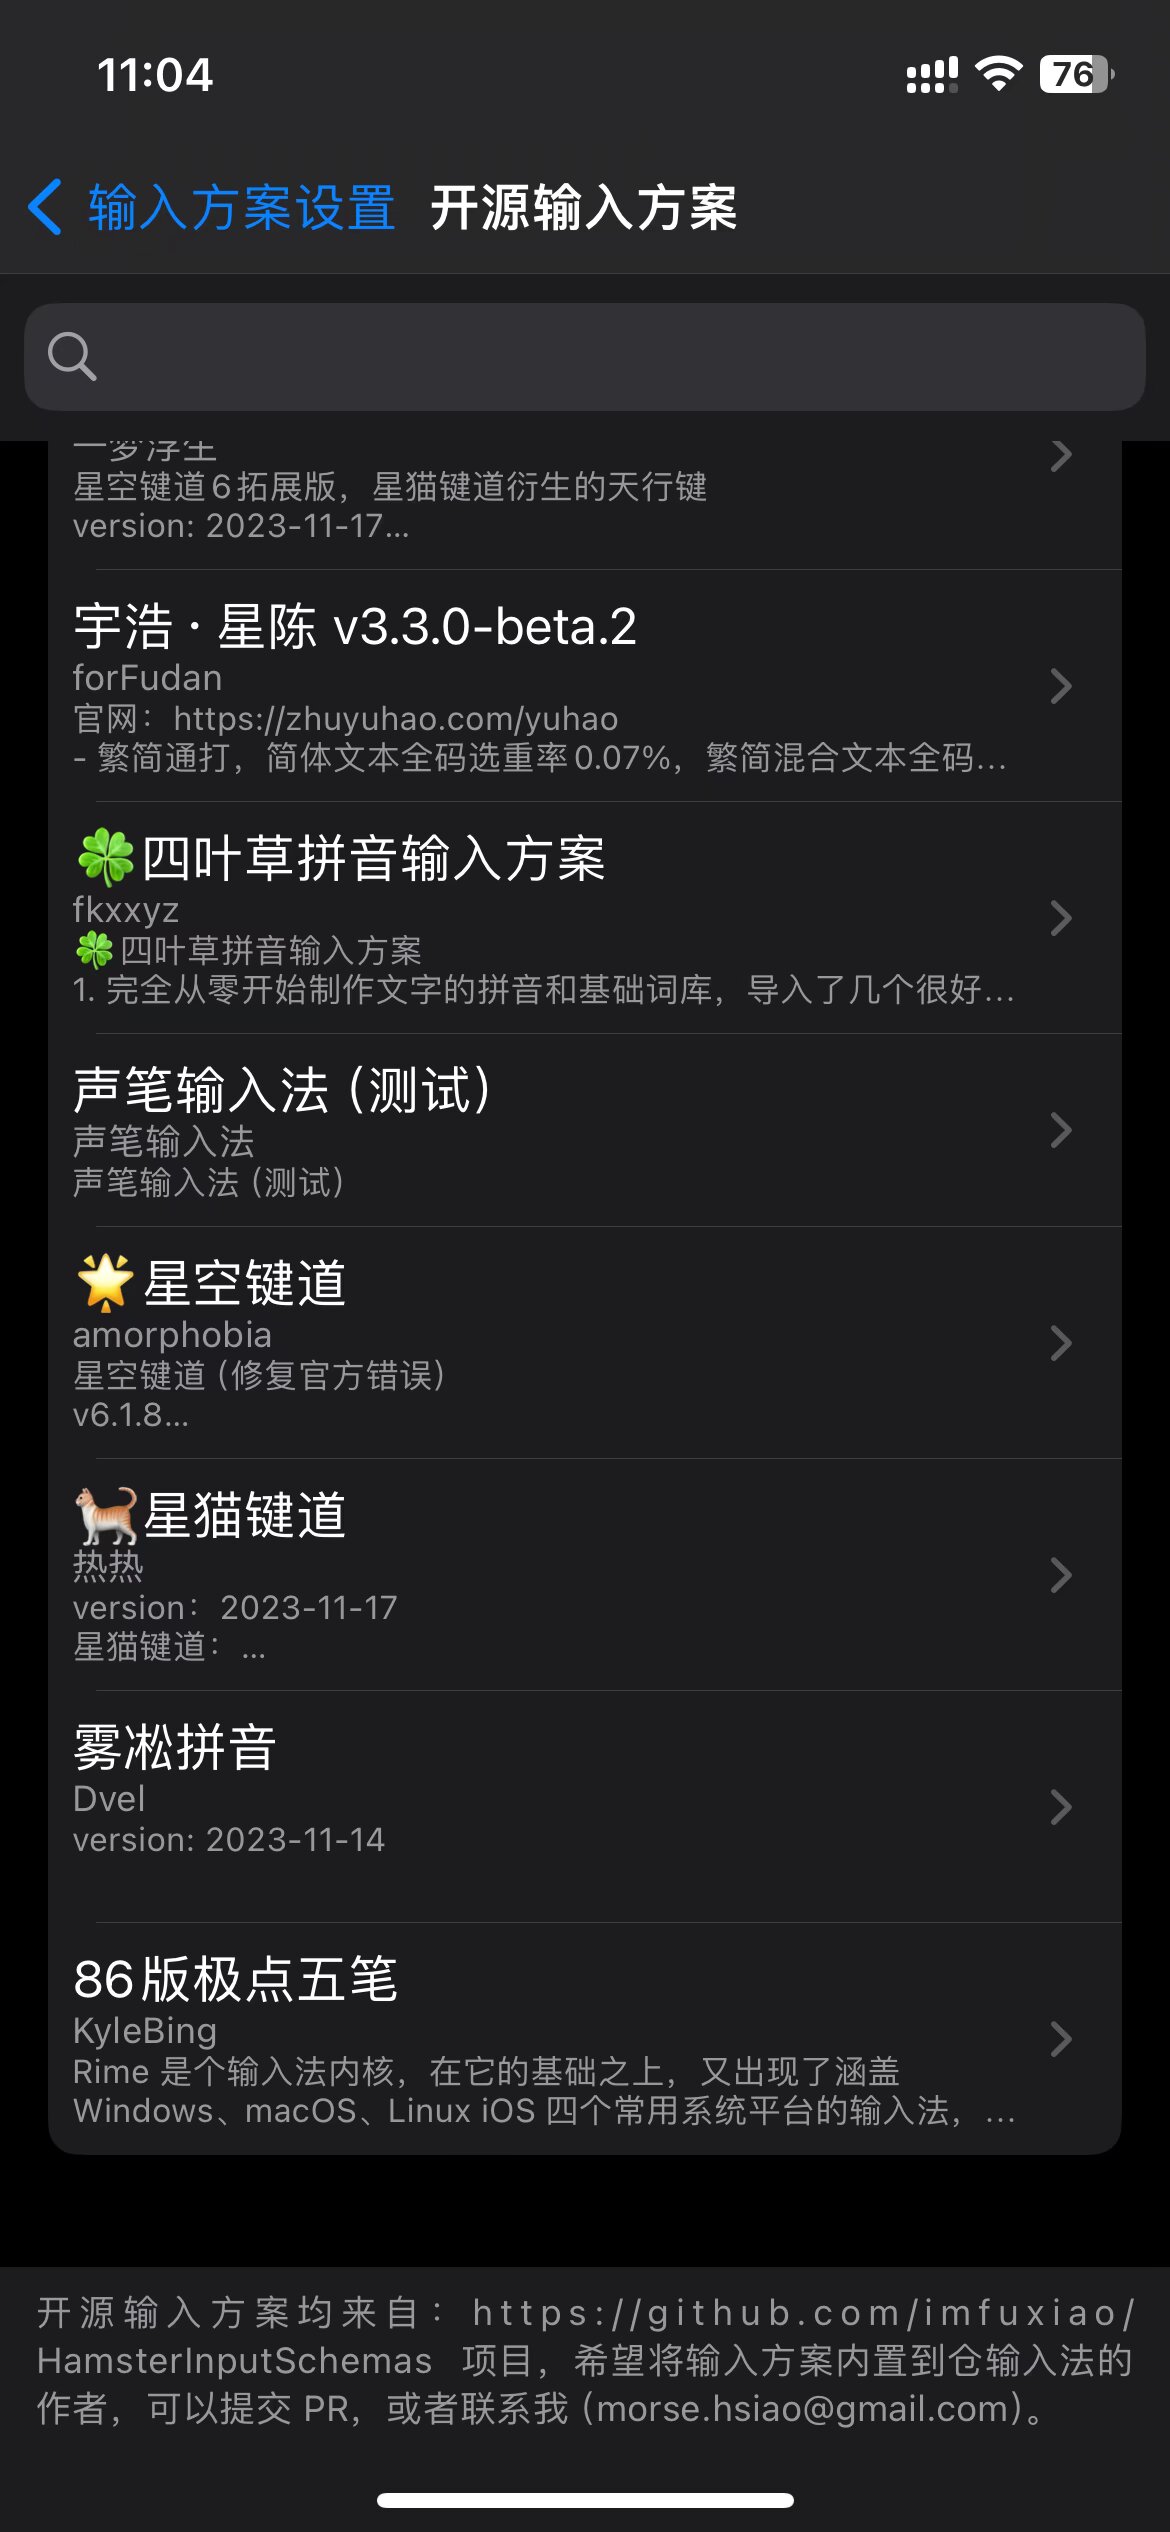 11:04
76
输入方案设置 开源输入方案
一梦浮生
星空键道6拓展版，星猫键道衍生的天行键
version: 2023-11-17...
宇浩 · 星陈 v3.3.0-beta.2
forFudan
官网：https://zhuyuhao.com/yuhao
- 繁简通打，简体文本全码选重率0.07%，繁简混合文本全码...
🍀四叶草拼音输入方案
fkxxyz
🍀四叶草拼音输入方案
1. 完全从零开始制作文字的拼音和基础词库，导入了几个很好...
声笔输入法（测试）
声笔输入法
声笔输入法（测试）
🌟星空键道
amorphobia
星空键道（修复官方错误）
v6.1.8...
🐈星猫键道
热热
version：2023-11-17
星猫键道：...
雾凇拼音
Dvel
version: 2023-11-14
86版极点五笔
KyleBing
Rime 是个输入法内核，在它的基础之上，又出现了涵盖
Windows、macOS、Linux iOS 四个常用系统平台的输入法，...
开源输入方案均来自：https://github.com/imfuxiao/
HamsterInputSchemas 项目，希望将输入方案内置到仓输入法的
作者，可以提交 PR，或者联系我（morse.hsiao@gmail.com）。